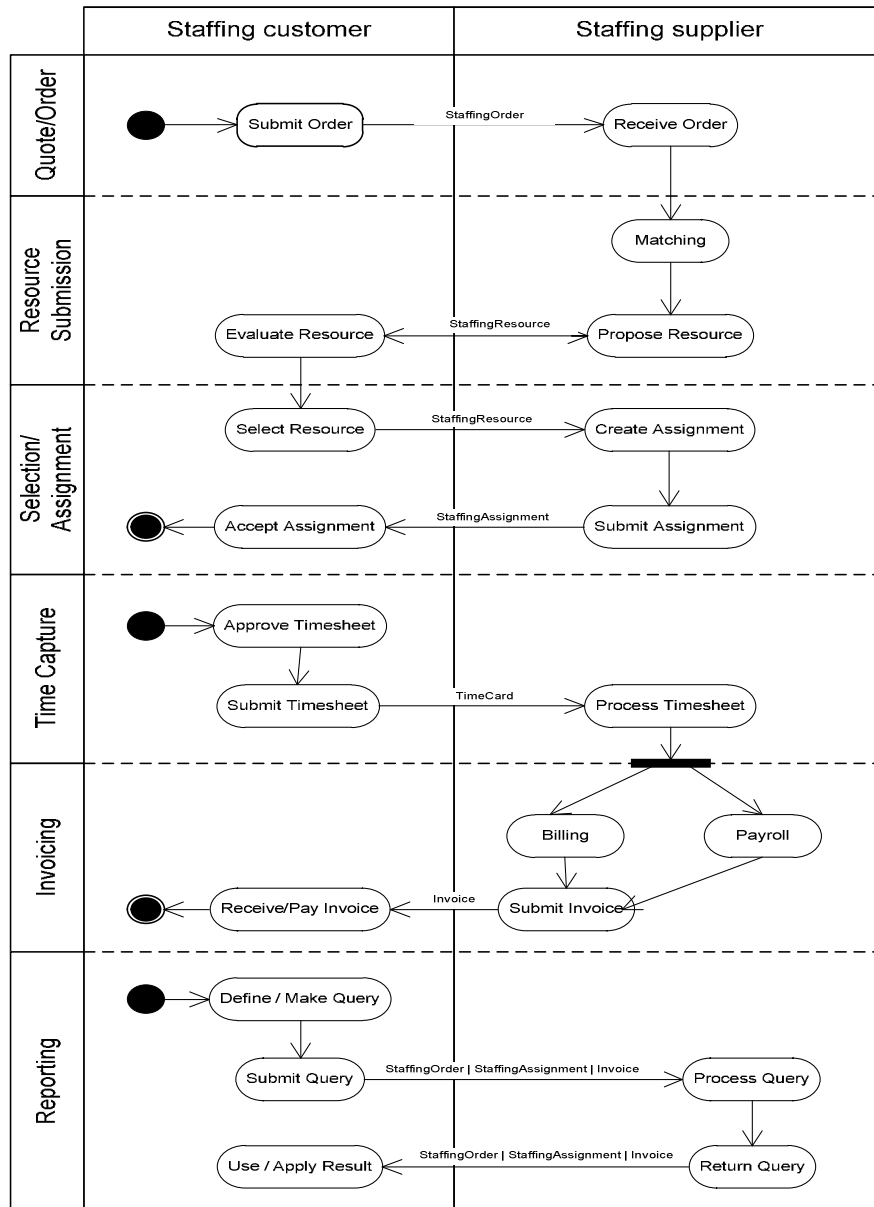 Staffing customer
Staffing supplier
Quote/Order
Submit Order
StaffingOrder
Receive Order
Resource
Submission
Matching
Evaluate Resource
StaffingResource
Propose Resource
Selection/
Assignment
Select Resource
StaffingResource
Create Assignment
Accept Assignment
StaffingAssignment
Submit Assignment
Time Capture
Approve Timesheet
Submit Timesheet
TimeCard
Process Timesheet
Invoicing
Billing
Payroll
Receive/Pay Invoice
Invoice
Submit Invoice
Reporting
Define / Make Query
Submit Query
StaffingOrder | StaffingAssignment | Invoice
Process Query
Use / Apply Result
StaffingOrder | StaffingAssignment | Invoice
Return Query